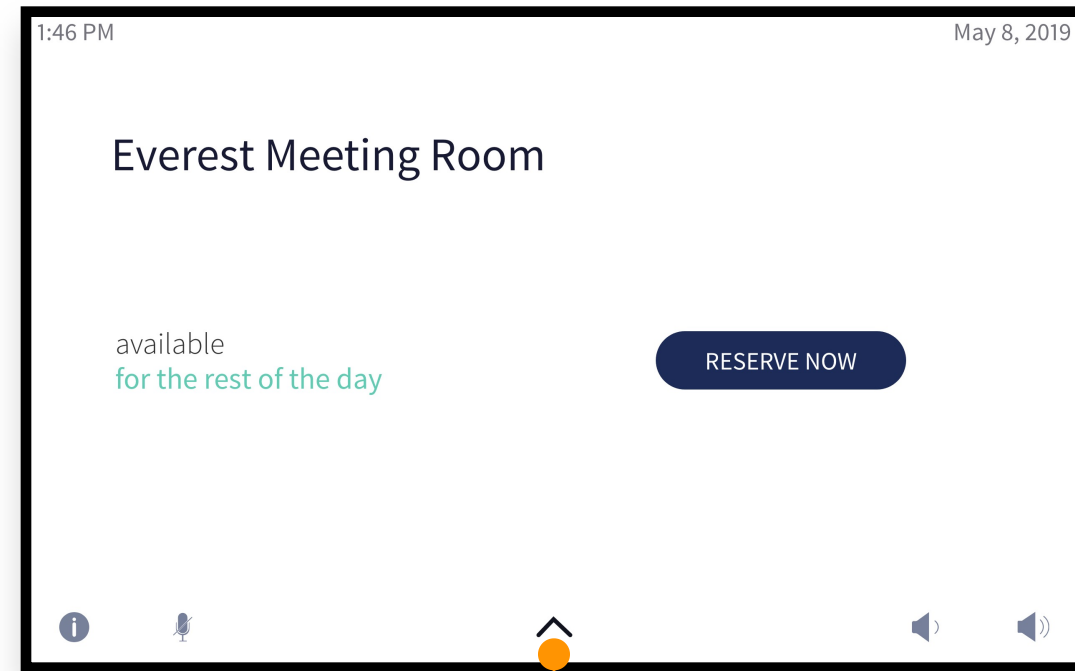 1:46 PM
May 8, 2019
Everest Meeting Room
available
for the rest of the day
RESERVE NOW